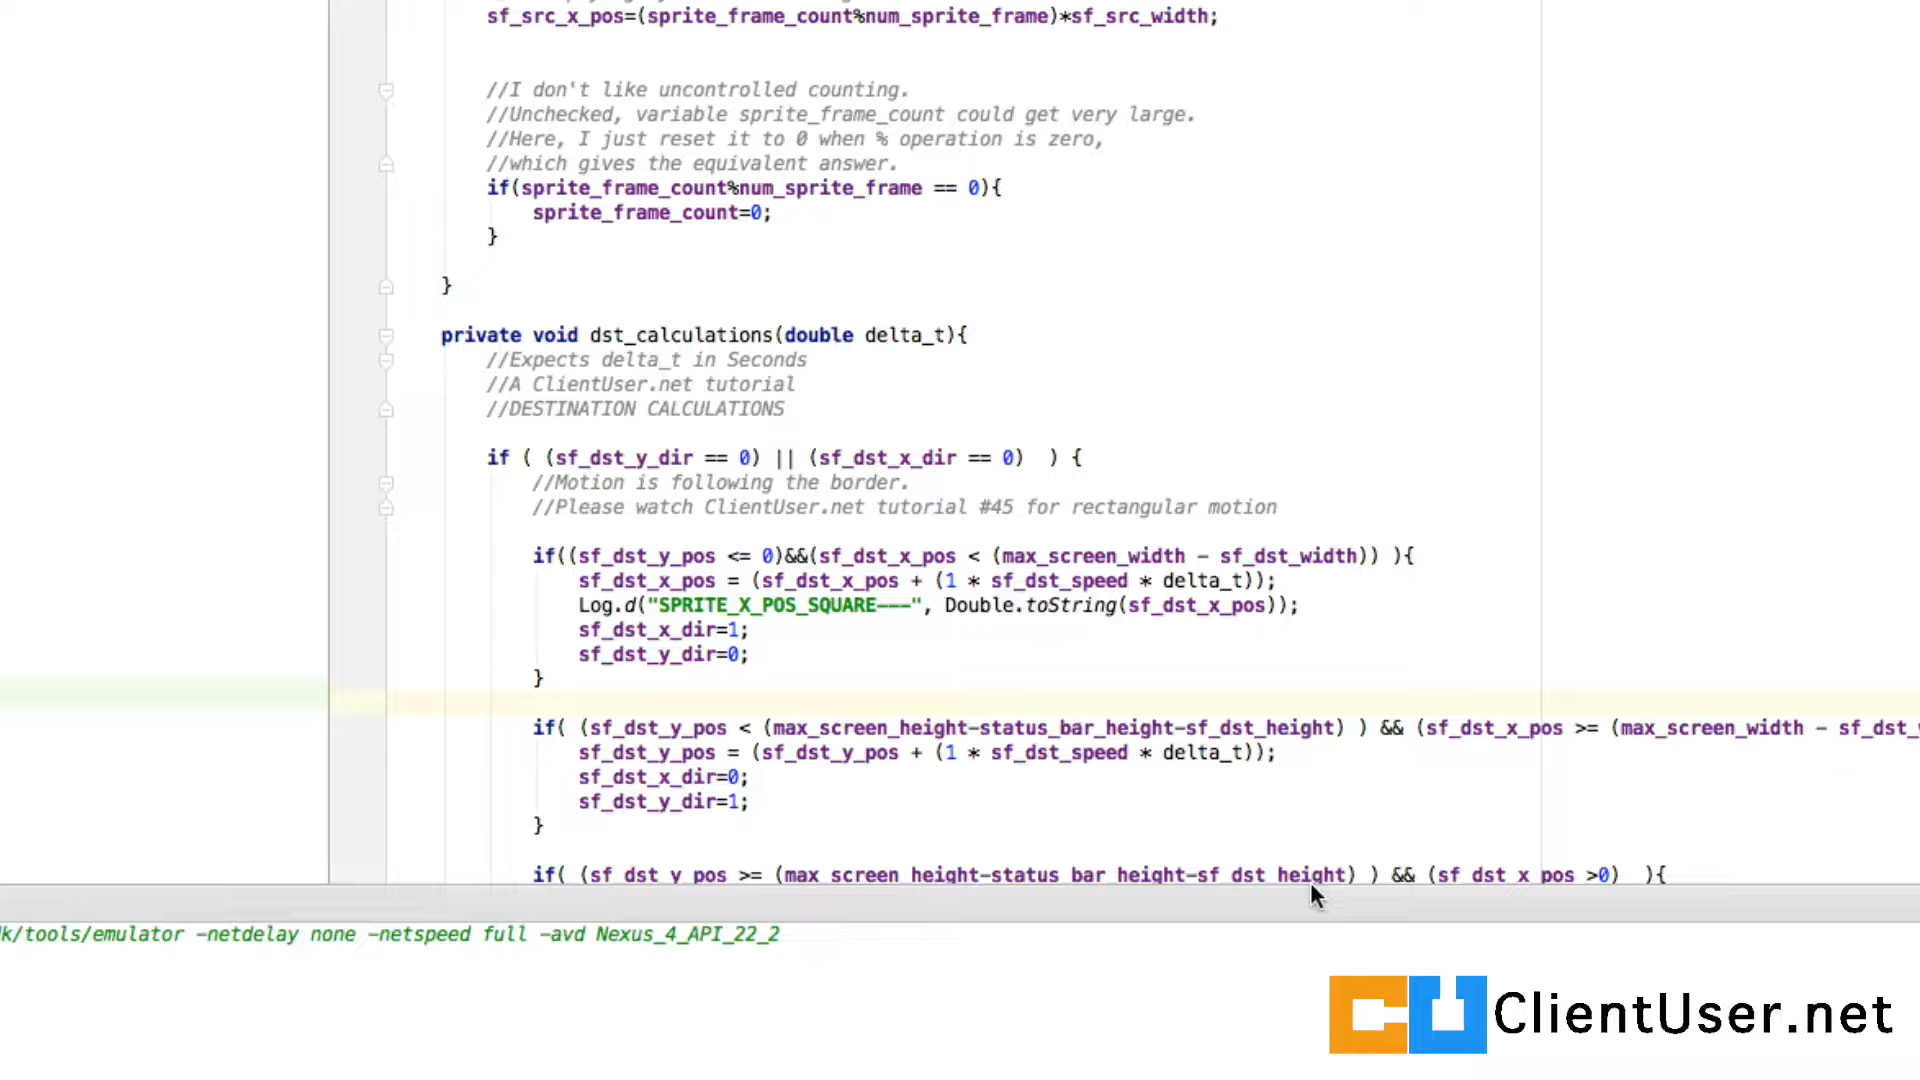 sf_src_x_pos=(sprite_frame_count%num_sprite_frame)*sf_src_width;
//I don't like uncontrolled counting.
//Unchecked, variable sprite_frame_count could get very large.
//Here, I just reset it to 0 when % operation is zero,
//which gives the equivalent answer.
if(sprite_frame_count%num_sprite_frame == 0){
sprite_frame_count=0;
}
}
private void dst_calculations(double delta_t){
//Expects delta_t in Seconds
//A ClientUser.net tutorial
//DESTINATION CALCULATIONS
if ( (sf_dst_y_dir == 0) || (sf_dst_x_dir == 0)  ) {
//Motion is following the border.
//Please watch ClientUser.net tutorial #45 for rectangular motion
if((sf_dst_y_pos <= 0)&&(sf_dst_x_pos < (max_screen_width - sf_dst_width)) ){
sf_dst_x_pos = (sf_dst_x_pos + (1 * sf_dst_speed * delta_t));
Log.d("SPRITE_X_POS_SQUARE---", Double.toString(sf_dst_x_pos));
sf_dst_x_dir=1;
sf_dst_y_dir=0;
}
if( (sf_dst_y_pos < (max_screen_height-status_bar_height-sf_dst_height) ) && (sf_dst_x_pos >= (max_screen_width - sf_dst_
sf_dst_y_pos = (sf_dst_y_pos + (1 * sf_dst_speed * delta_t));
sf_dst_x_dir=0;
sf_dst_y_dir=1;
}
if( (sf_dst_y_pos >= (max_screen_height-status_bar_height-sf_dst_height) ) && (sf_dst_x_pos >0)  ){
k/tools/emulator -netdelay none -netspeed full -avd Nexus_4_API_22_2
ClientUser.net